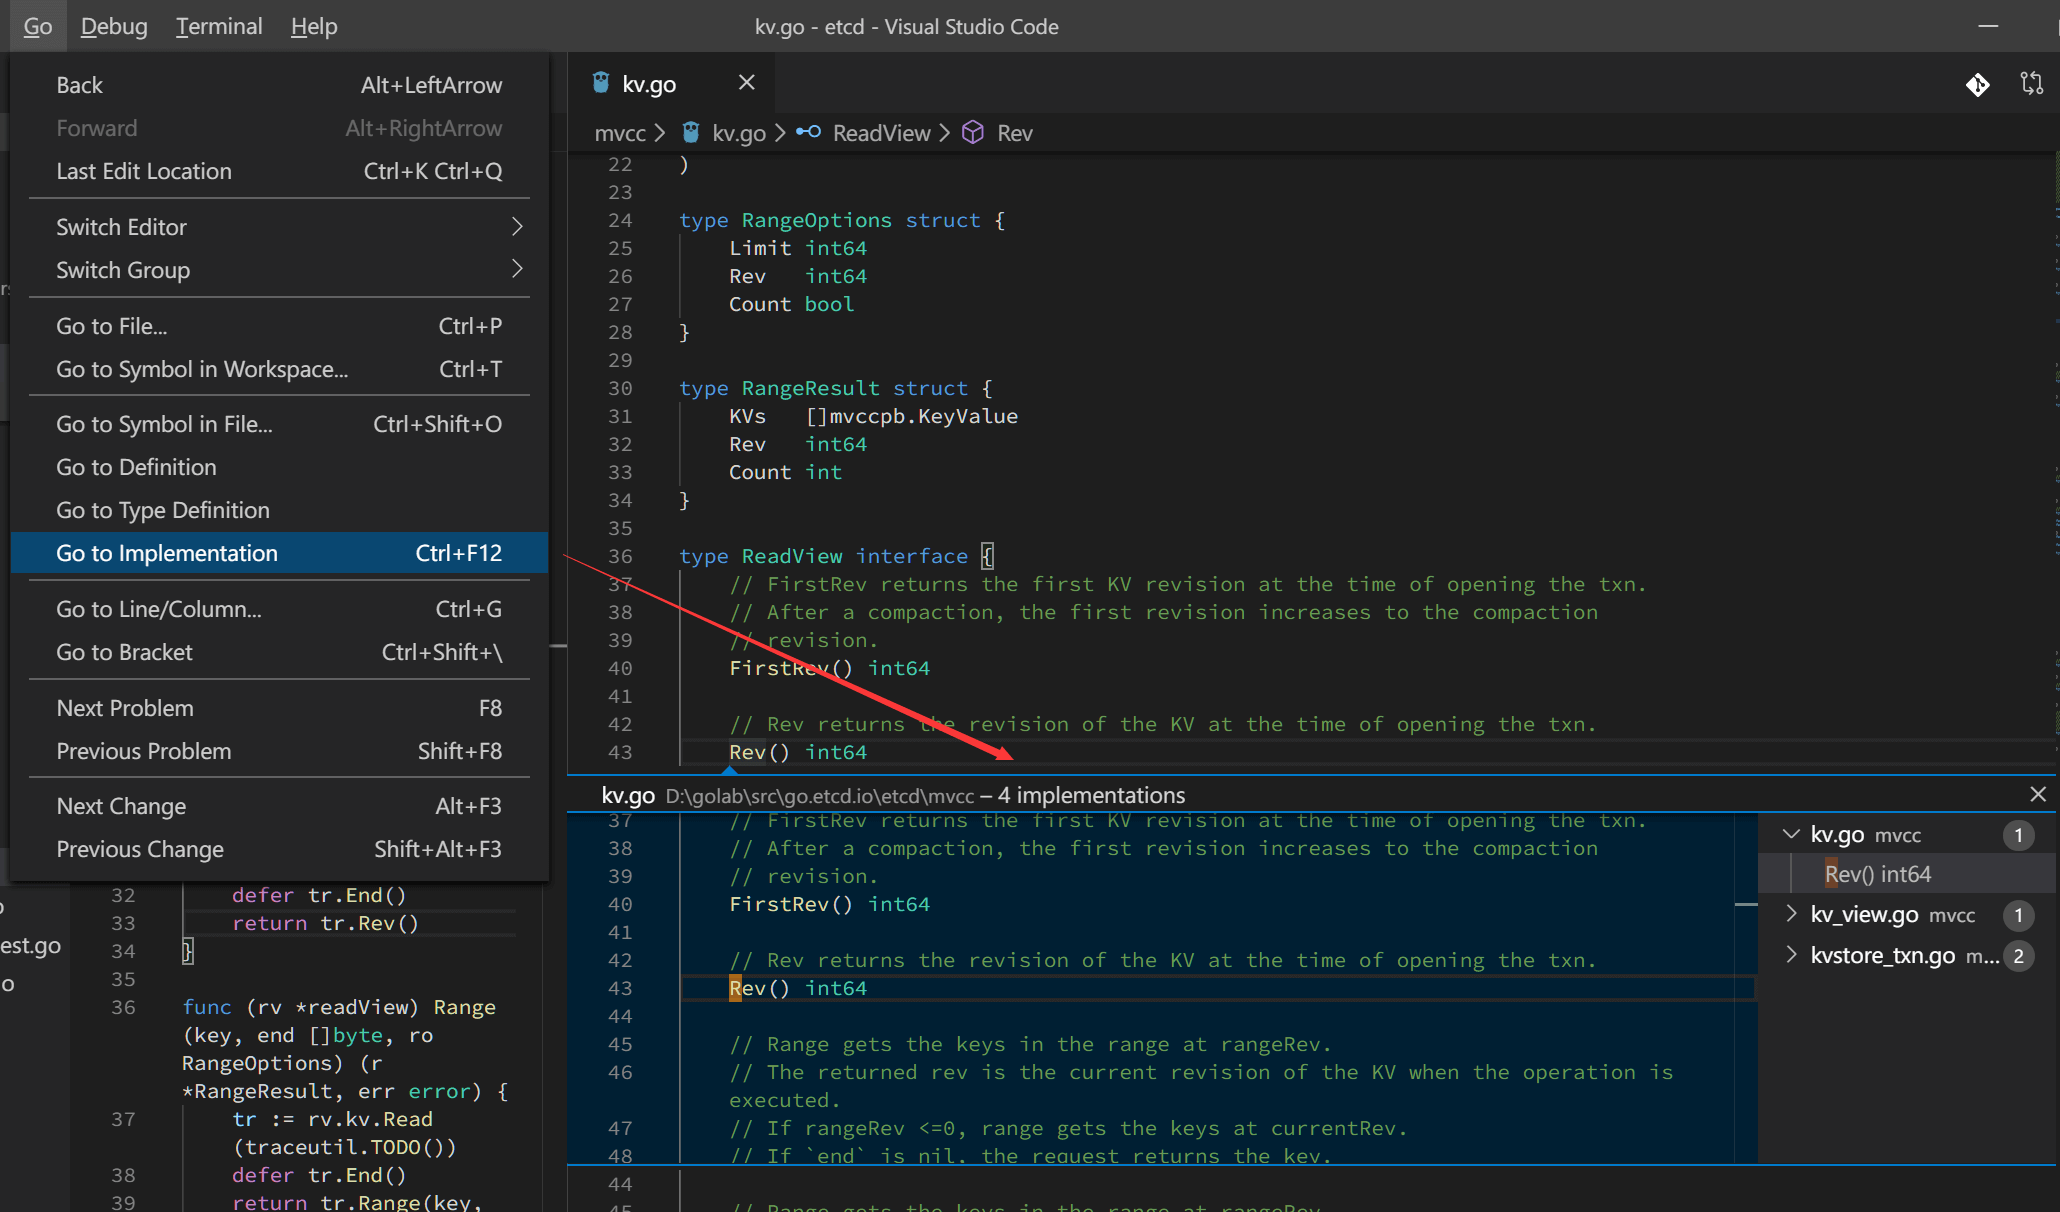 Go Debug Terminal Help
kv.go - etcd - Visual Studio Code
Back Alt+LeftArrow
Forward Alt+RightArrow
Last Edit Location Ctrl+K Ctrl+Q
Switch Editor
Switch Group
Go to File... Ctrl+P
Go to Symbol in Workspace... Ctrl+T
Go to Symbol in File... Ctrl+Shift+O
Go to Definition
Go to Type Definition
Go to Implementation Ctrl+F12
Go to Line/Column... Ctrl+G
Go to Bracket Ctrl+Shift+\
Next Problem F8
Previous Problem Shift+F8
Next Change Alt+F3
Previous Change Shift+Alt+F3
est.go
32 defer tr.End()
33 return tr.Rev()
34 }
35
36 func (rv *readView) Range
(key, end []byte, ro
RangeOptions) (r
*RangeResult, err error) {
37 tr := rv.kv.Read
(traceutil.TODO())
38 defer tr.End()
39 return tr.Range(key,
kv.go
mvcc > kv.go > ReadView > Rev
22 )
23
24 type RangeOptions struct {
25 Limit int64
26 Rev int64
27 Count bool
28 }
29
30 type RangeResult struct {
31 KVs []mvccpb.KeyValue
32 Rev int64
33 Count int
34 }
35
36 type ReadView interface {
37 // FirstRev returns the first KV revision at the time of opening the txn.
38 // After a compaction, the first revision increases to the compaction
39 // revision.
40 FirstRev() int64
41
42 // Rev returns the revision of the KV at the time of opening the txn.
43 Rev() int64
kv.go D:\golab\src\go.etcd.io\etcd\mvcc – 4 implementations
37 // FirstRev returns the first KV revision at the time of opening the txn.
38 // After a compaction, the first revision increases to the compaction
39 // revision.
40 FirstRev() int64
41
42 // Rev returns the revision of the KV at the time of opening the txn.
43 Rev() int64
44
45 // Range gets the keys in the range at rangeRev.
46 // The returned rev is the current revision of the KV when the operation is
executed.
47 // If rangeRev <=0, range gets the keys at currentRev.
48 // If `end` is nil, the request returns the key.
kv.go mvcc 1
Rev() int64
kv_view.go mvcc 1
kvstore_txn.go m... 2
44
45 // Range gets the keys in the range at rangeRev.